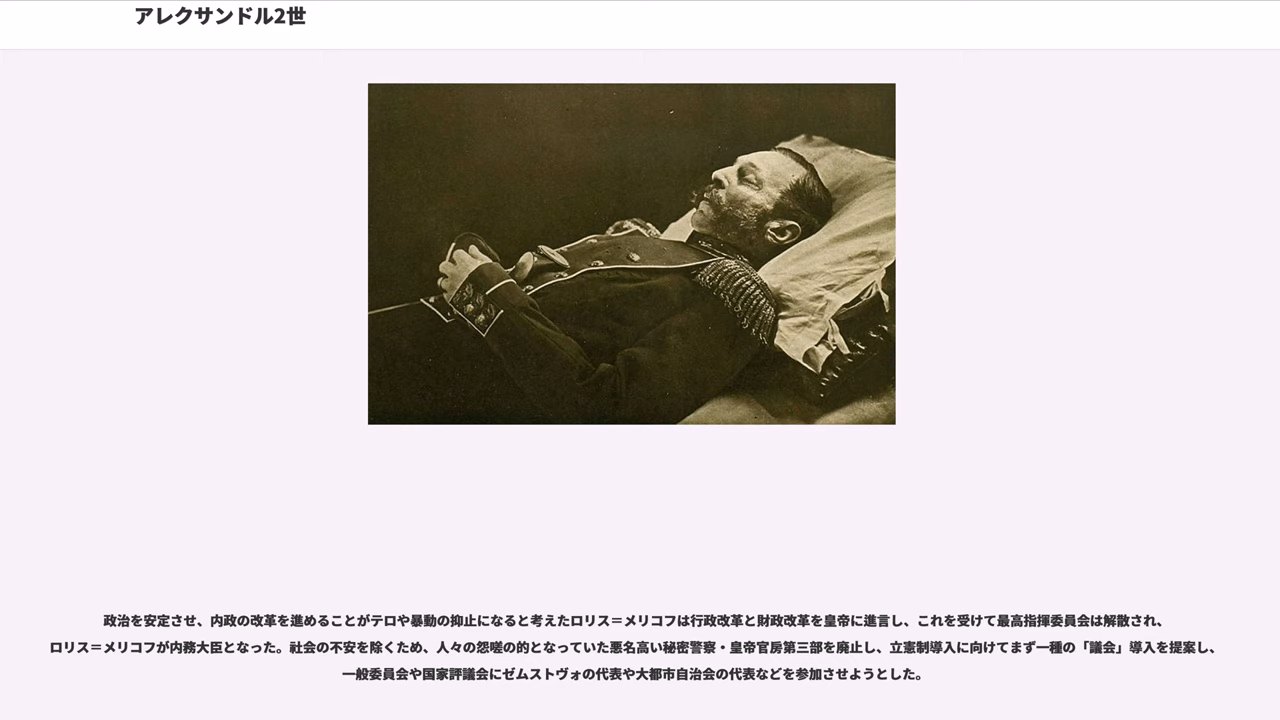 アレクサンドル2世
政治を安定させ、内政の改革を進めることがテロや暴動の抑止になると考えたロリス＝メリコフは行政改革と財政改革を皇帝に進言し、これを受けて最高指揮委員会は解散され、
ロリス＝メリコフが内務大臣となった。社会の不安を除くため、人々の怨嗟の的となっていた悪名高い秘密警察・皇帝官房第三部を廃止し、立憲制導入に向けてまず一種の「議会」導入を提案し、
一般委員会や国家評議会にゼムストヴォの代表や大都市自治会の代表などを参加させようとした。